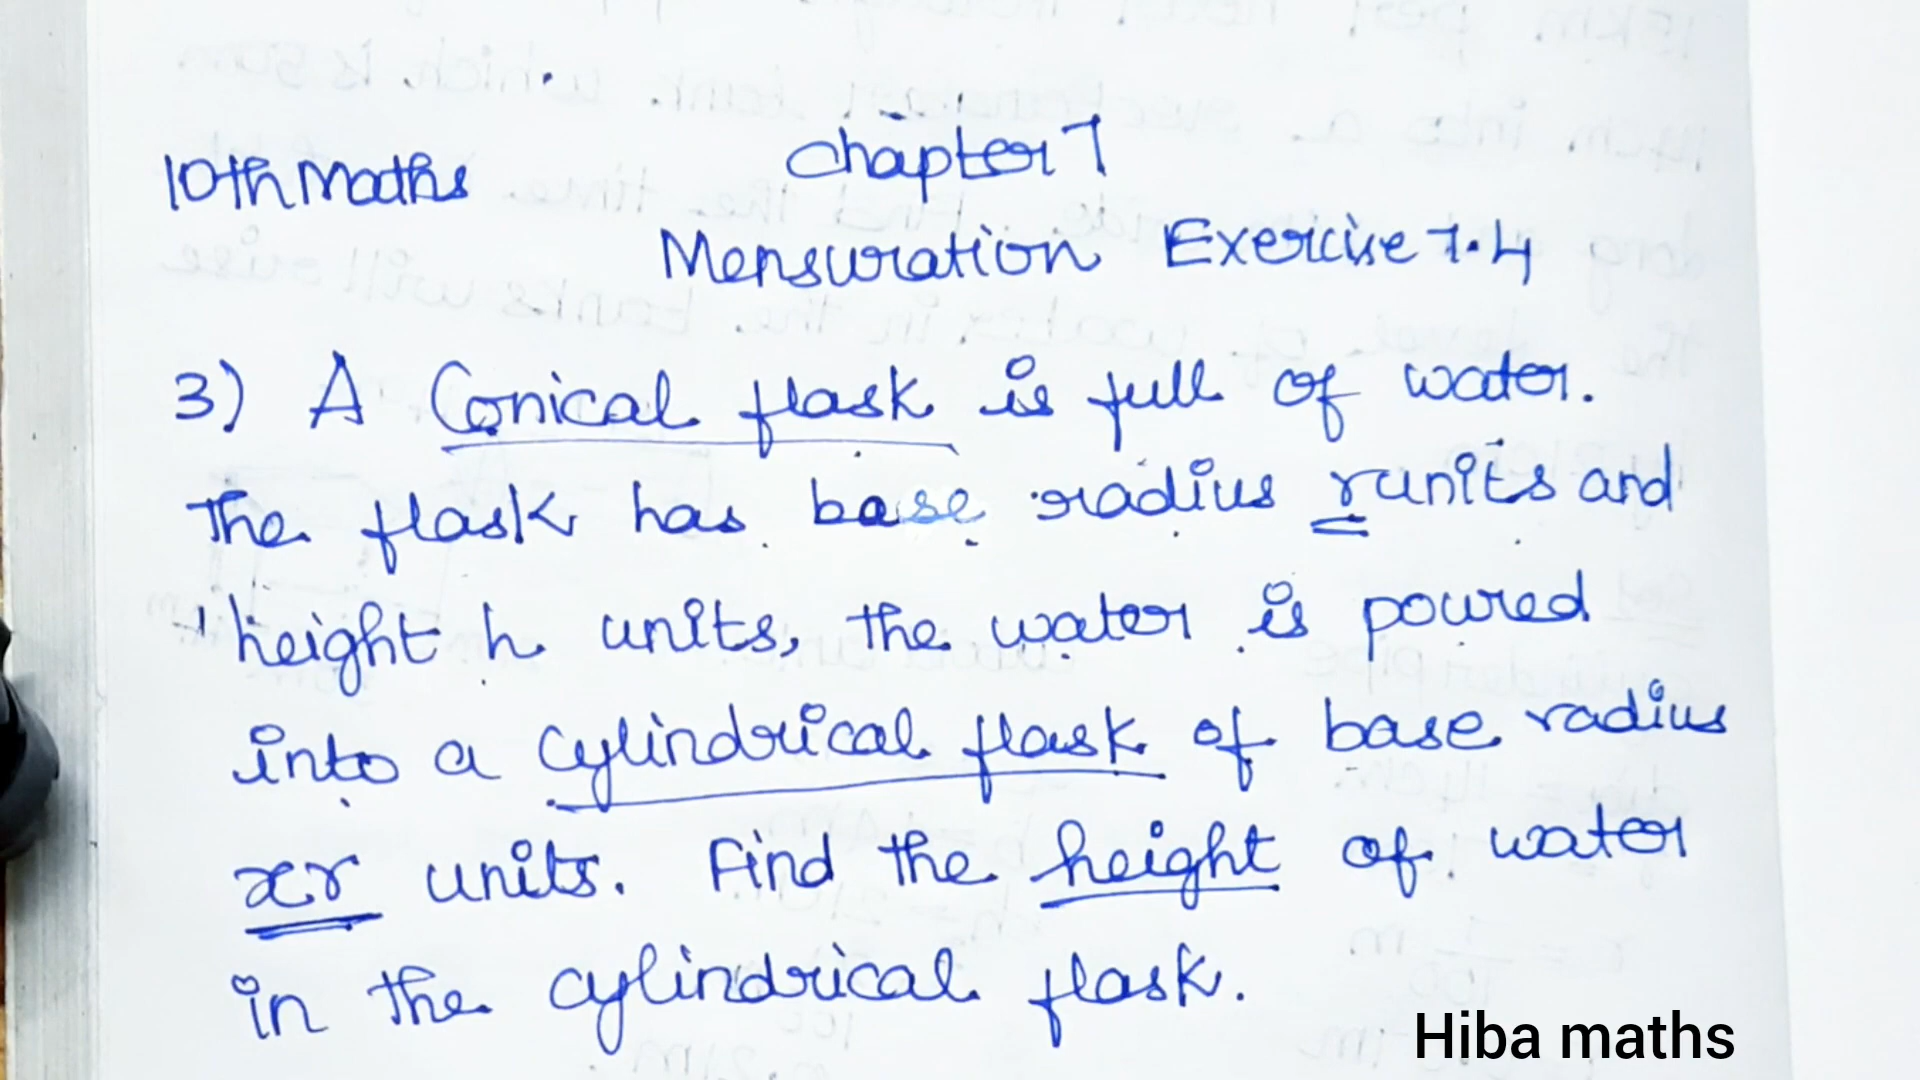 10th Maths
Chapter 7
Mensuration Exercise 7.4
3) A Conical flask is full of water.
The flask has base radius r units and
height h units, the water is poured
into a cylindrical flask of base radius
xr units. Find the height of water
in the cylindrical flask.
Hiba maths